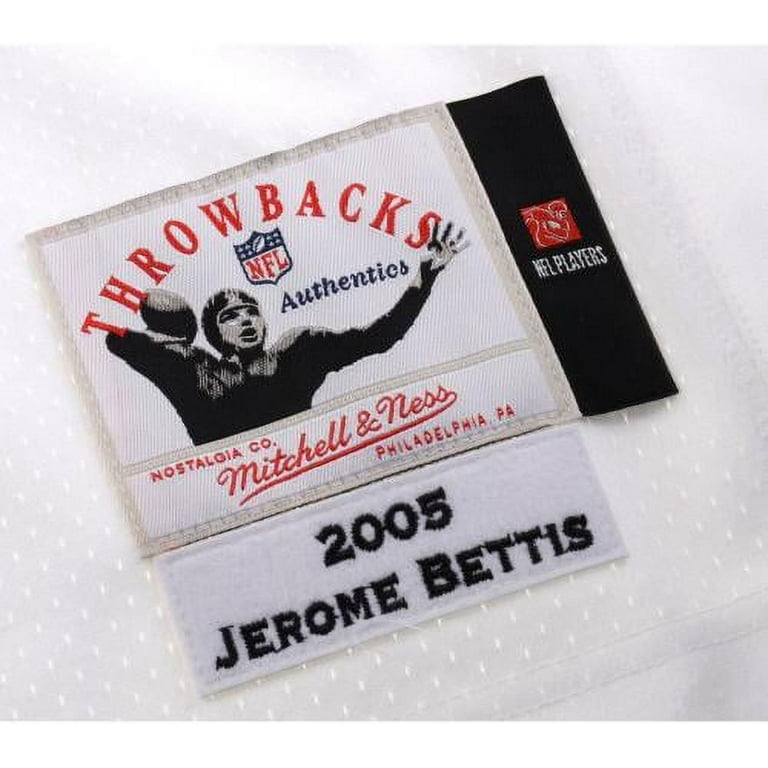 THROWBACKS
NFL
Authentics
NFL PLAYERS
NOSTALGIA CO.
Mitchell & Ness
PHILADELPHIA, PA
2005
JEROME BETTIS